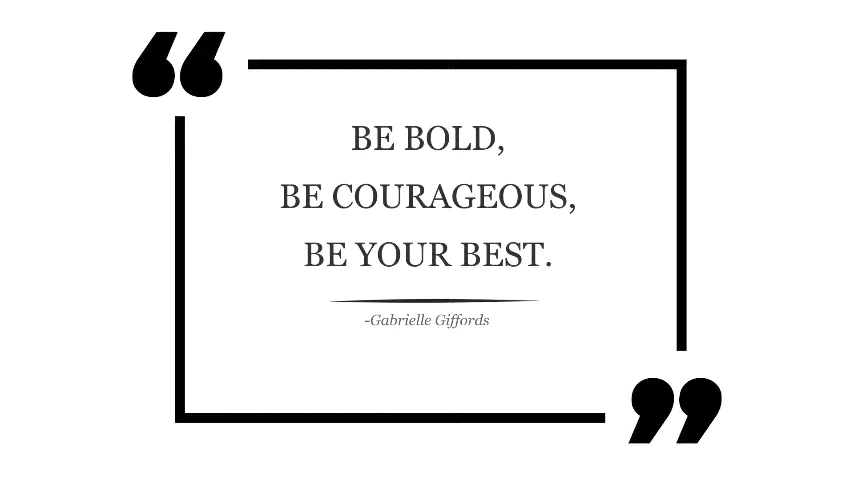 BE BOLD,
BE COURAGEOUS,
BE YOUR BEST.
-Gabrielle Giffords